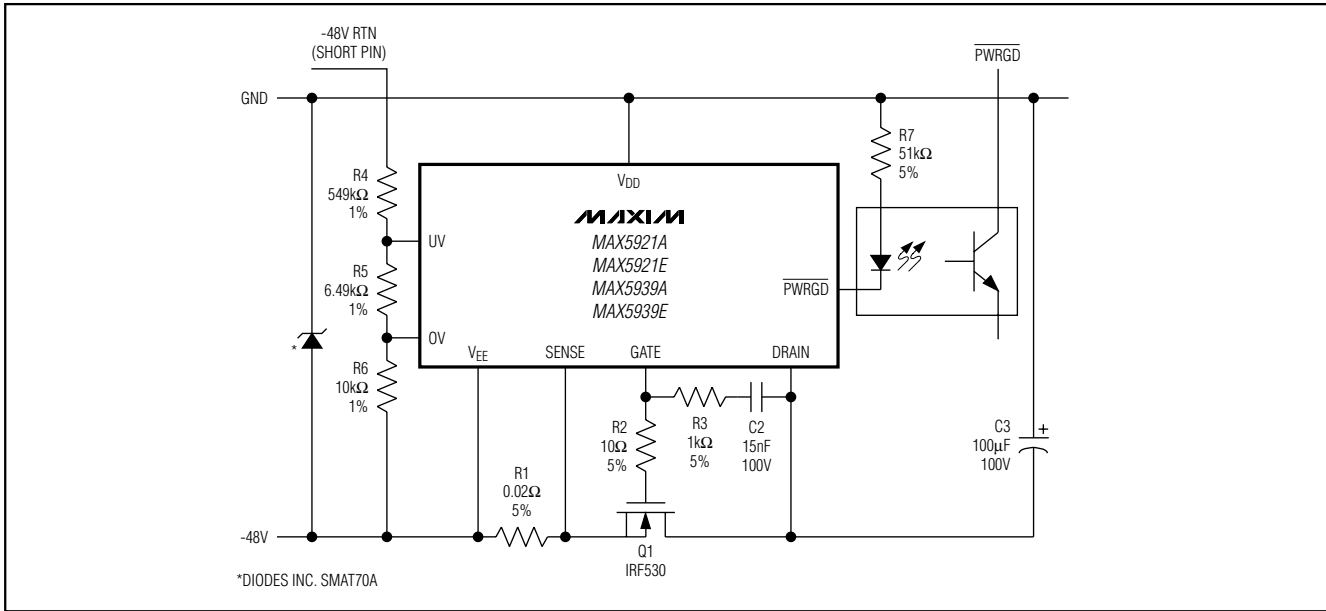 -48V RTN
(SHORT PIN)
PWRGD
GND
R7
51kΩ
5%
R4
549kΩ
1%
VDD
MAXIM
MAX5921A
MAX5921E
MAX5939A
MAX5939E
UV
R5
6.49kΩ
1%
PWRGD
OV
*
VEE
SENSE
GATE
DRAIN
R6
10kΩ
1%
R2
10Ω
5%
R3
1kΩ
5%
C2
15nF
100V
C3
100µF
100V
+
R1
0.02Ω
5%
-48V
Q1
IRF530
*DIODES INC. SMAT70A